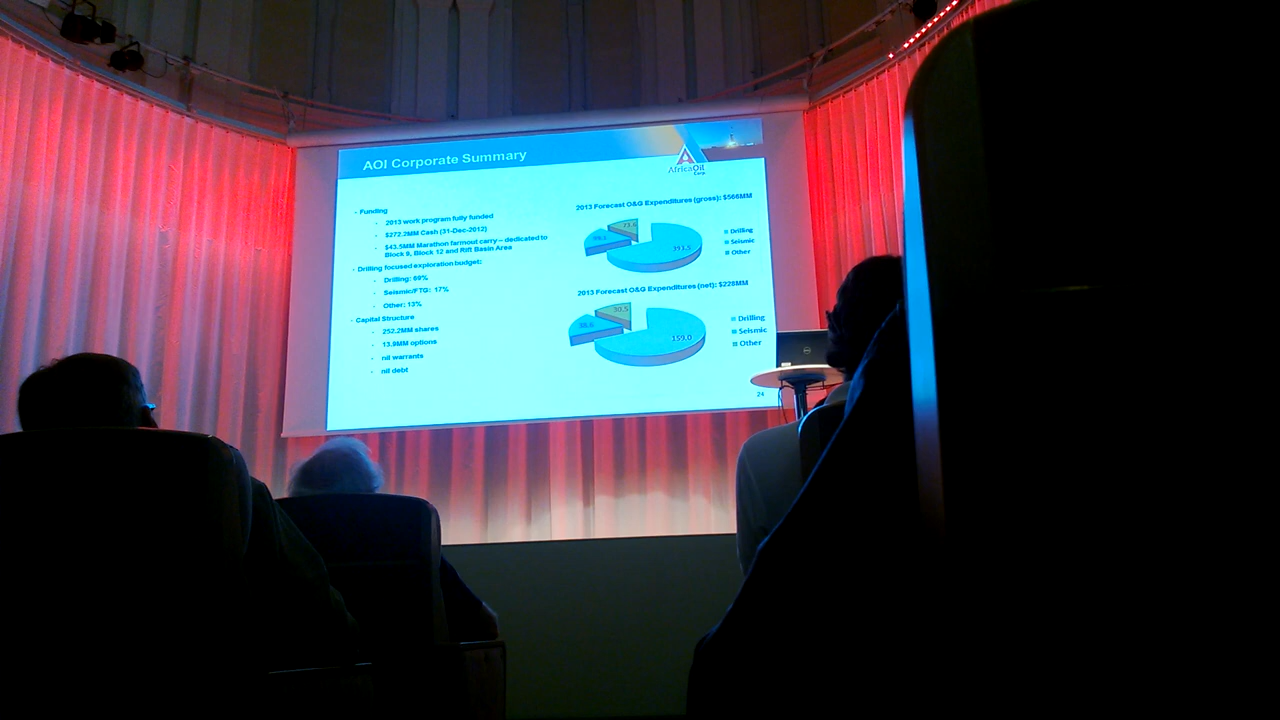 AOI Corporate Summary
AfricaOil
Corp
- Funding
- 2013 work program fully funded
- $272.2MM Cash (31-Dec-2012)
- $43.5MM Marathon farmout carry – dedicated to
Block 9, Block 12 and Rift Basin Area
- Drilling focused exploration budget:
- Drilling: 69%
- Seismic/FTG: 17%
- Other: 13%
- Capital Structure
- 252.2MM shares
- 13.9MM options
- nil warrants
- nil debt
2013 Forecast O&G Expenditures (gross): $566MM
393.5
Drilling
Seismic
Other
2013 Forecast O&G Expenditures (net): $228MM
30.5
159.0
Drilling
Seismic
Other
24